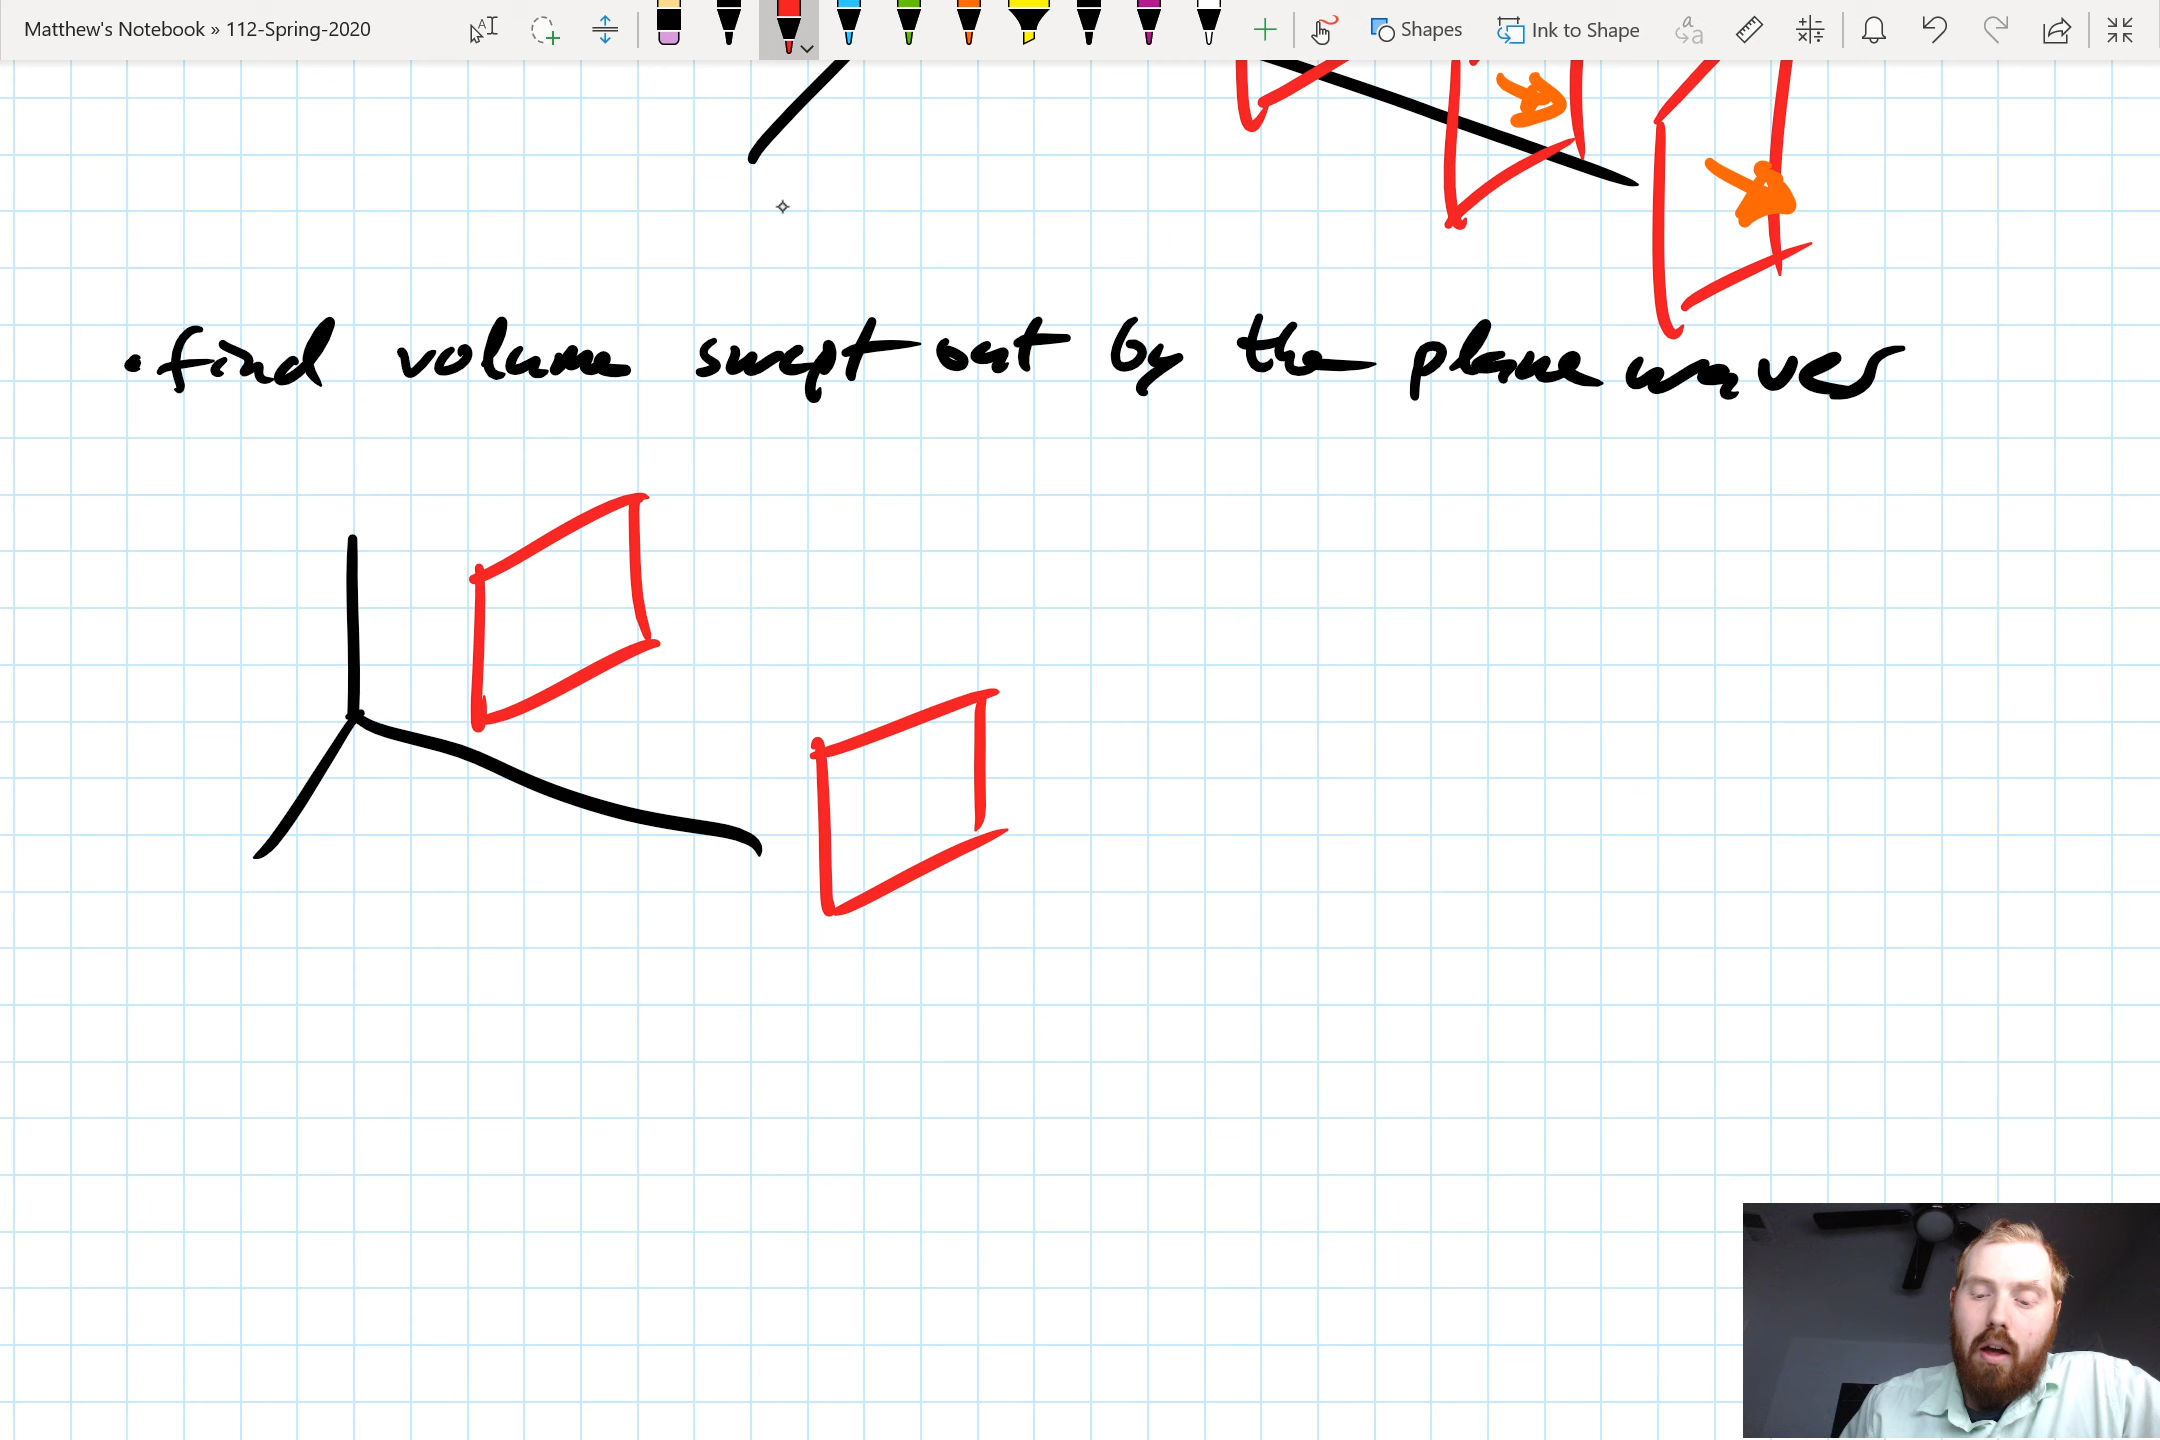 Matthew's Notebook » 112-Spring-2020
Shapes
Ink to Shape
• find volume swept out by the plane waves